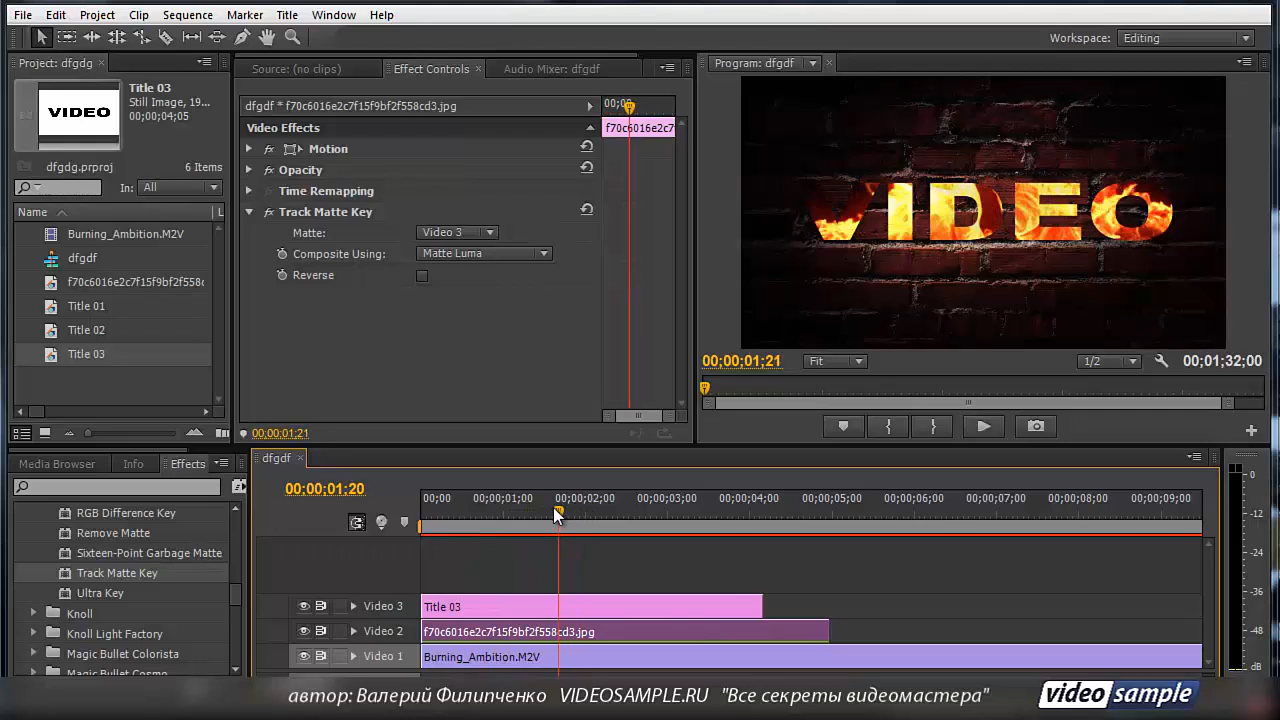 File Edit Project Clip Sequence Marker Title Window Help
Workspace: Editing
Project: dfgdg
Source: (no clips) Effect Controls Audio Mixer: dfgdf
Program: dfgdf
VIDEO
Title 03
Still Image, 19...
00;00;04;05
dfgdg.prproj 6 Items
In: All
Name L
Burning_Ambition.M2V
dfgdf
f70c6016e2c7f15f9bf2f558c
Title 01
Title 02
Title 03
dfgdf * f70c6016e2c7f15f9bf2f558cd3.jpg
Video Effects
f70c6016e2c7
fx Motion
fx Opacity
Time Remapping
fx Track Matte Key
Matte: Video 3
Composite Using: Matte Luma
Reverse
00;00;01;21
VIDEO
00;00;01;21 Fit 1/2 00;01;32;00
Media Browser Info Effects
RGB Difference Key
Remove Matte
Sixteen-Point Garbage Matte
Track Matte Key
Ultra Key
Knoll
Knoll Light Factory
Magic Bullet Colorista
Magic Bullet Cosmo
dfgdf
00;00;01;20
00;00 00;00;01;00 00;00;02;00 00;00;03;00 00;00;04;00 00;00;05;00 00;00;06;00 00;00;07;00 00;00;08;00 00;00;09;00
Video 3 Title 03
Video 2 f70c6016e2c7f15f9bf2f558cd3.jpg
Video 1 Burning_Ambition.M2V
0
-12
-24
-36
-48
-60
dB
автор: Валерий Филипченко VIDEOSAMPLE.RU "Все секреты видеомастера"
video sample